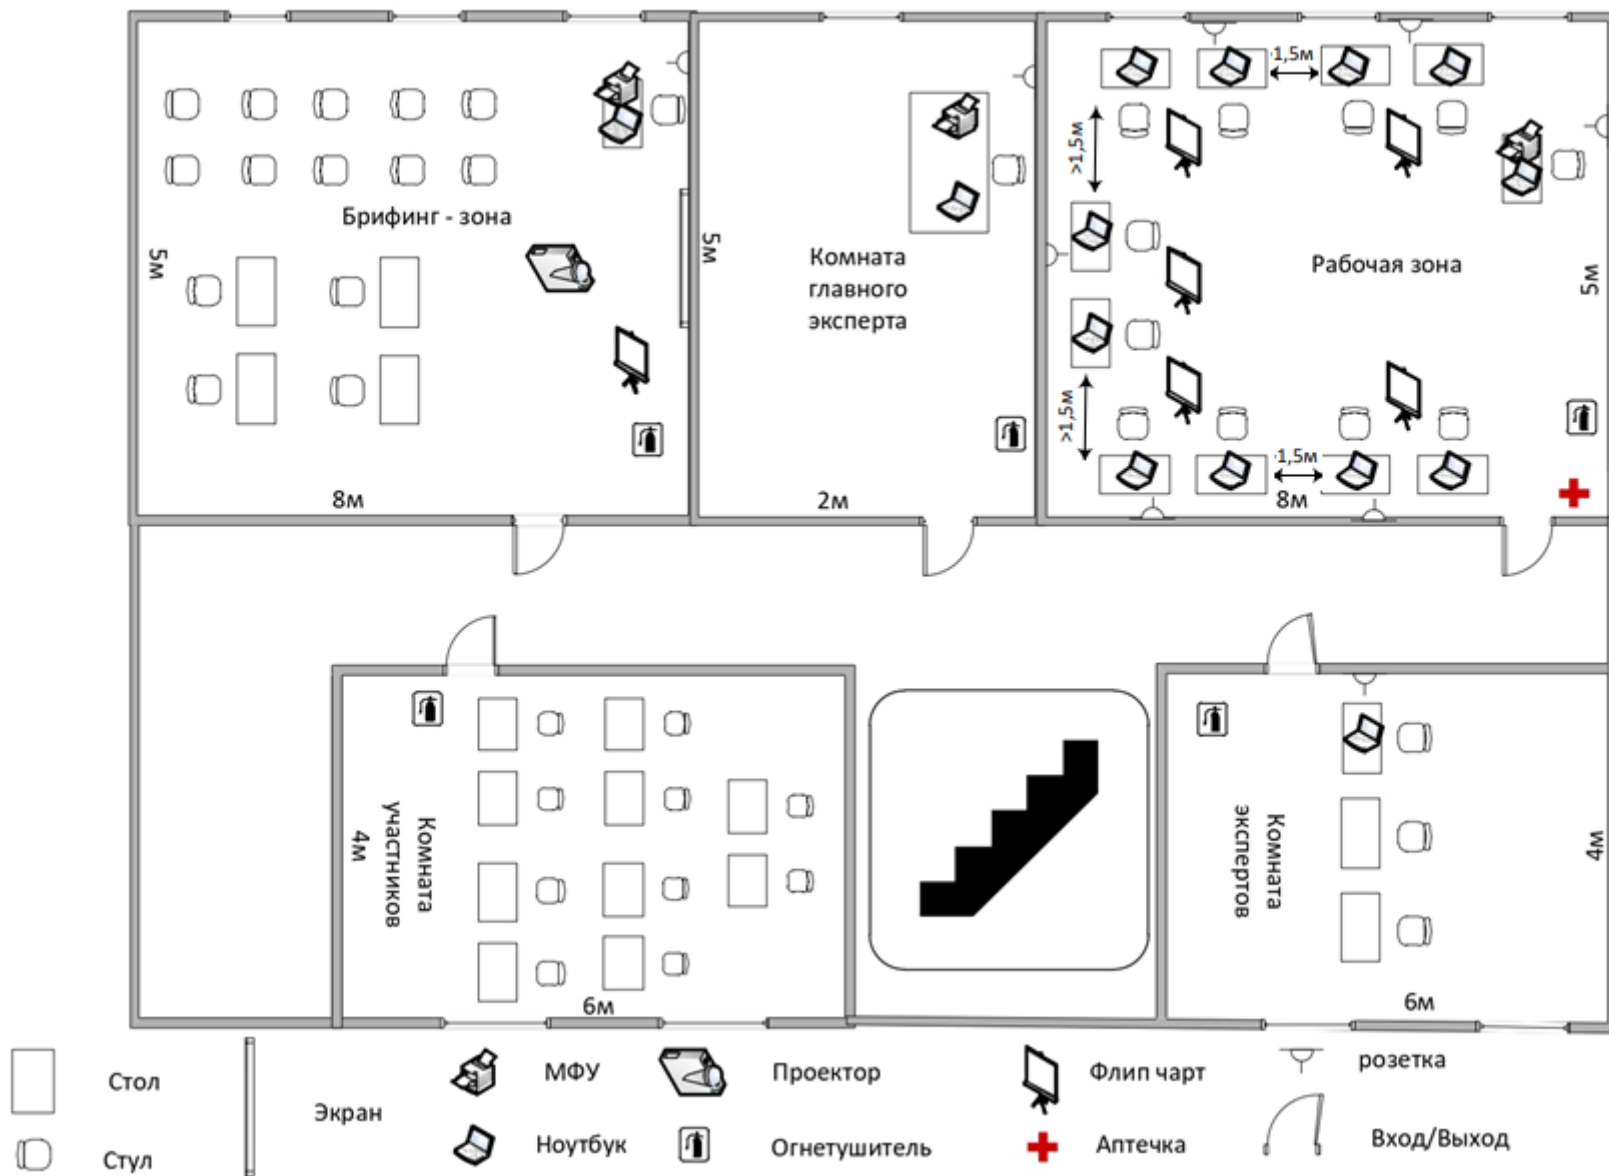 1,5м
>1,5м
Брифинг - зона
5м
5м
Комната
главного
эксперта
Рабочая зона
5м
>1,5м
1,5м
8м
2м
8м
Комната
участников
4м
6м
Комната
экспертов
4м
6м
Стол
Экран
МФУ
Проектор
Флип чарт
розетка
Стул
Ноутбук
Огнетушитель
Аптечка
Вход/Выход